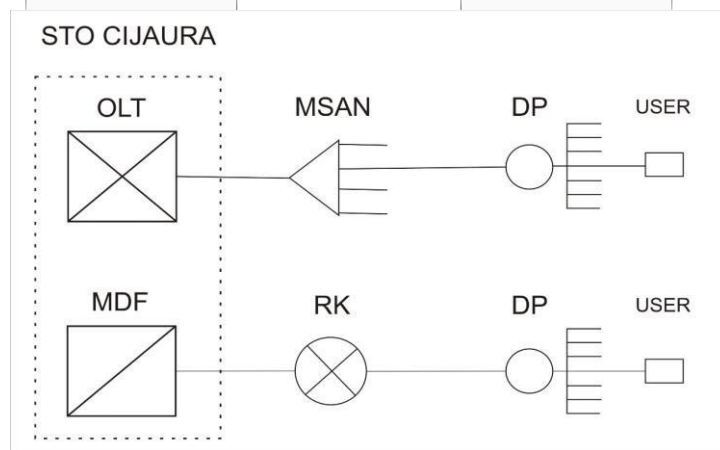 STO CIJAURA
OLT MSAN DP USER
MDF RK DP USER